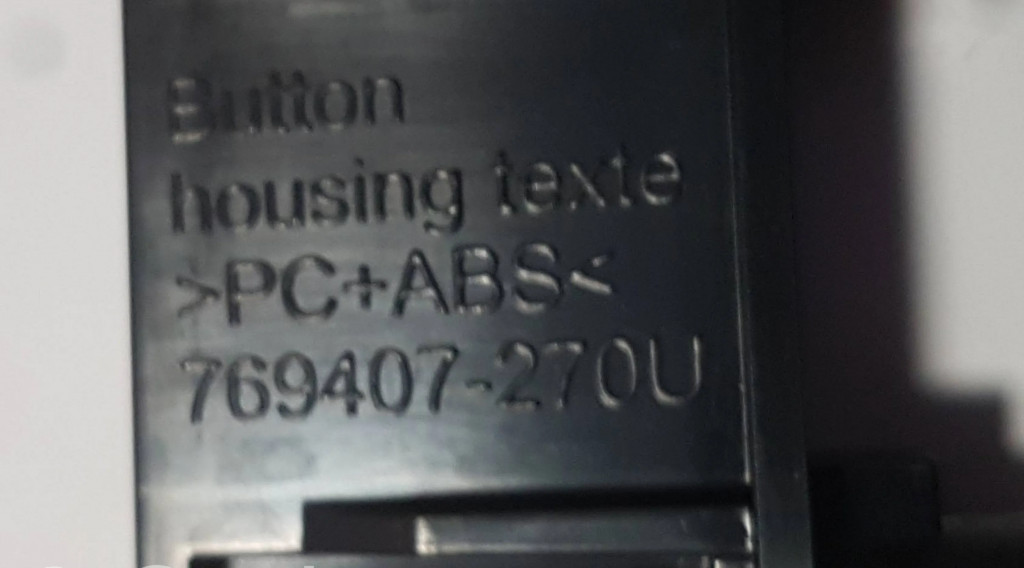 Button
housing texte
>PC+ABS<
769407-270U